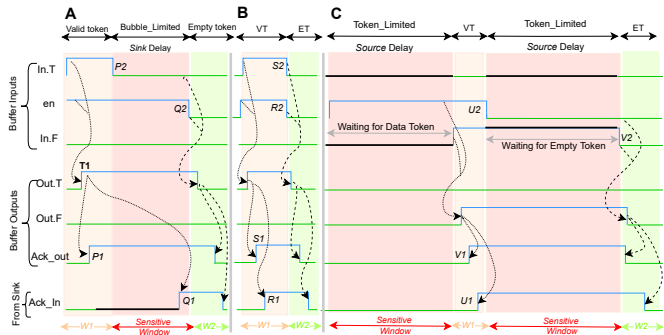 A B C
Valid token Bubble_Limited Empty token VT ET Token_Limited VT Token_Limited ET
Sink Delay Source Delay Source Delay
In.T P2 S2
en Q2 R2 U2
In.F Waiting for Data Token Waiting for Empty Token V2
T1
Out.T
Out.F
Ack_out P1 S1 V1
Ack_In Q1 R1 U1
W1 Sensitive Window W2 W1 W2 Sensitive Window W1 Sensitive Window W2
Buffer Inputs
Buffer Outputs
From Sink